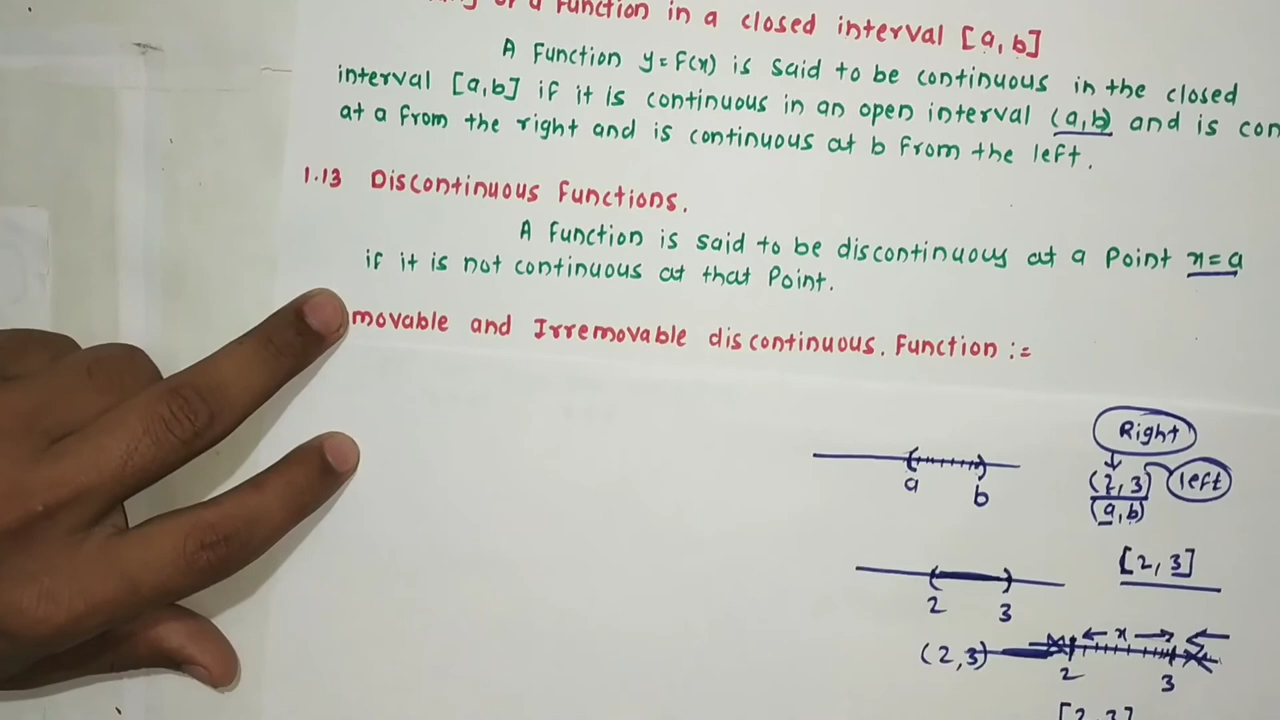 of a Function in a closed interval [a, b]
A Function y = F(x) is said to be continuous in the closed
interval [a,b] if it is continuous in an open interval (a,b) and is con
at a from the right and is continuous at b from the left.
1.13 Discontinuous Functions.
A function is said to be discontinuous at a Point x = a
if it is not continuous at that Point.
movable and Irremovable discontinuous. Function :=
Right
(2,3) left
(a,b)
a b
[2,3]
2 3
(2,3)
x
2 3
[2,3]